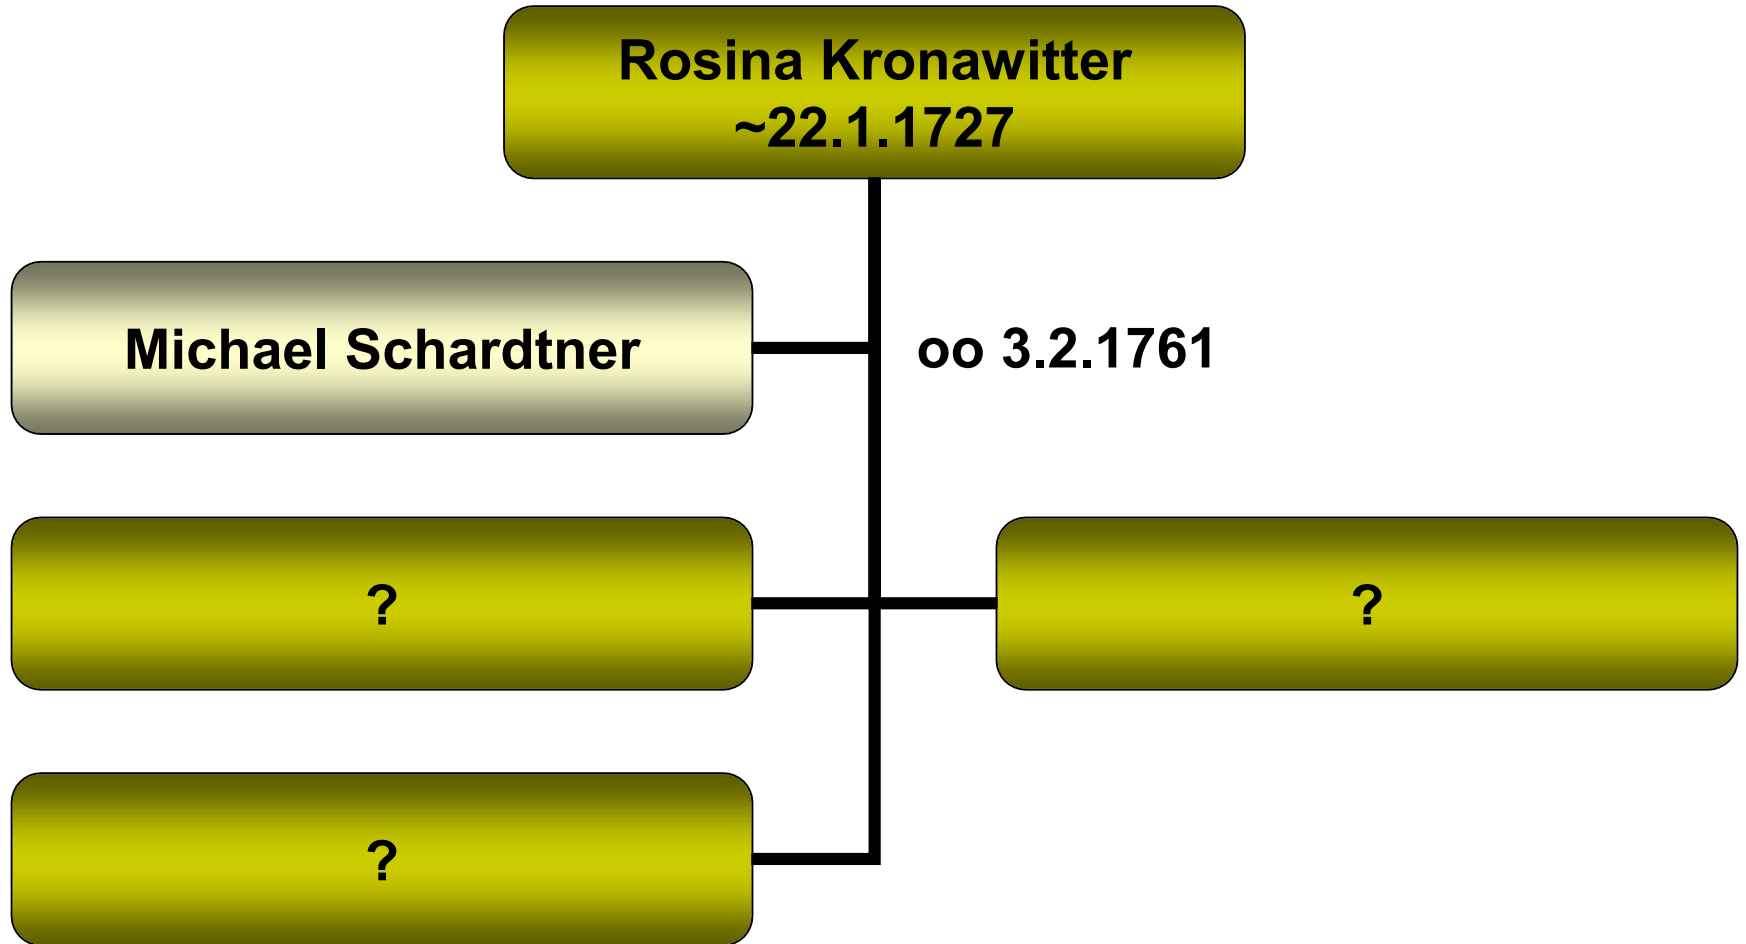 Rosina Kronawitter
~22.1.1727
Michael Schardtner
oo 3.2.1761
?
?
?